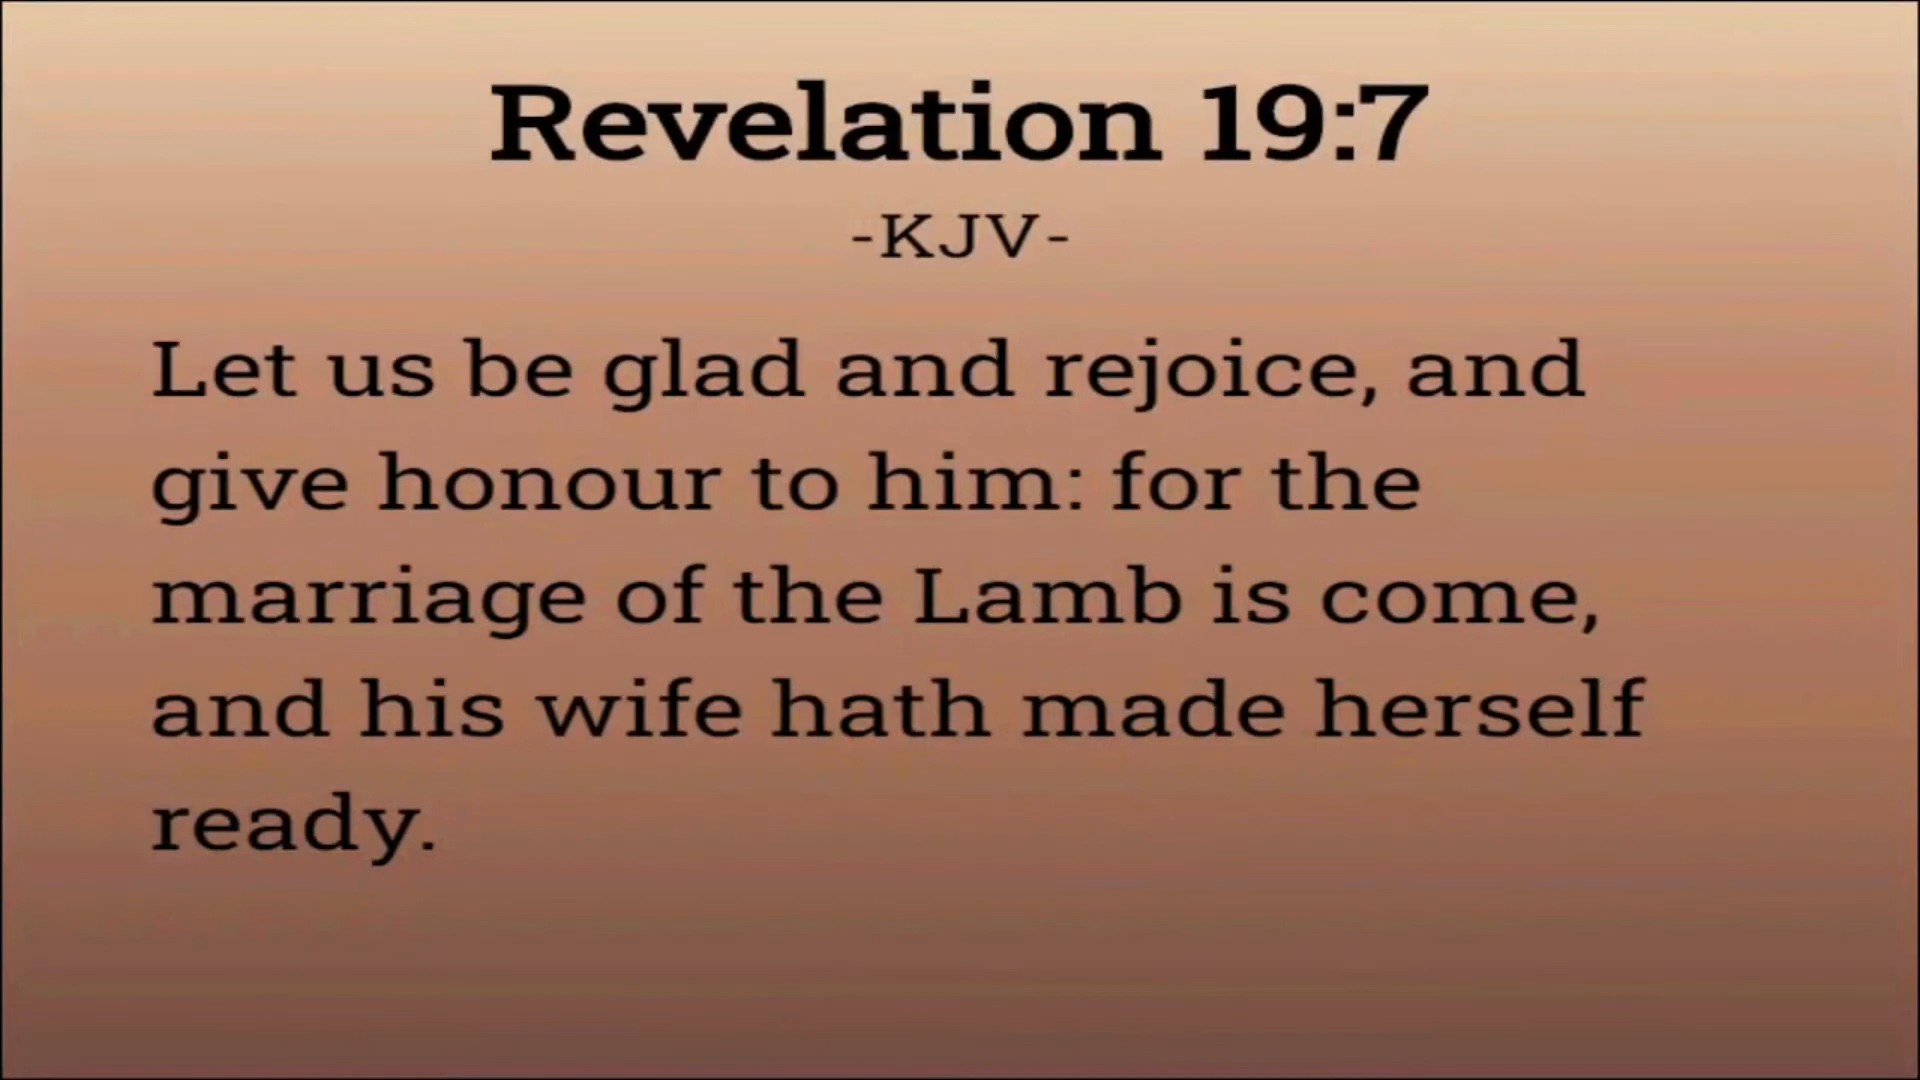 Revelation 19:7
-KJV-
Let us be glad and rejoice, and
give honour to him: for the
marriage of the Lamb is come,
and his wife hath made herself
ready.